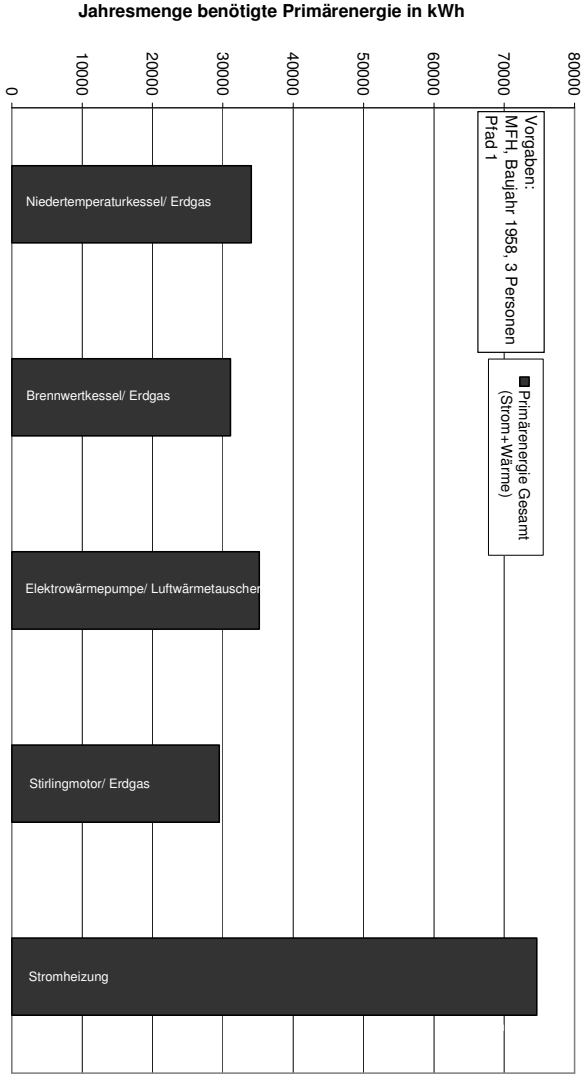 Jahresmenge benötigte Primärenergie in kWh
0
10000
20000
30000
40000
50000
60000
70000
80000
Vorgaben:
MFH, Baujahr 1958, 3 Personen
Pfad 1
Primärenergie Gesamt
(Strom+Wärme)
Niedertemperaturkessel/ Erdgas
Brennwertkessel/ Erdgas
Elektrowärmepumpe/ Luftwärmetauscher
Stirlingmotor/ Erdgas
Stromheizung